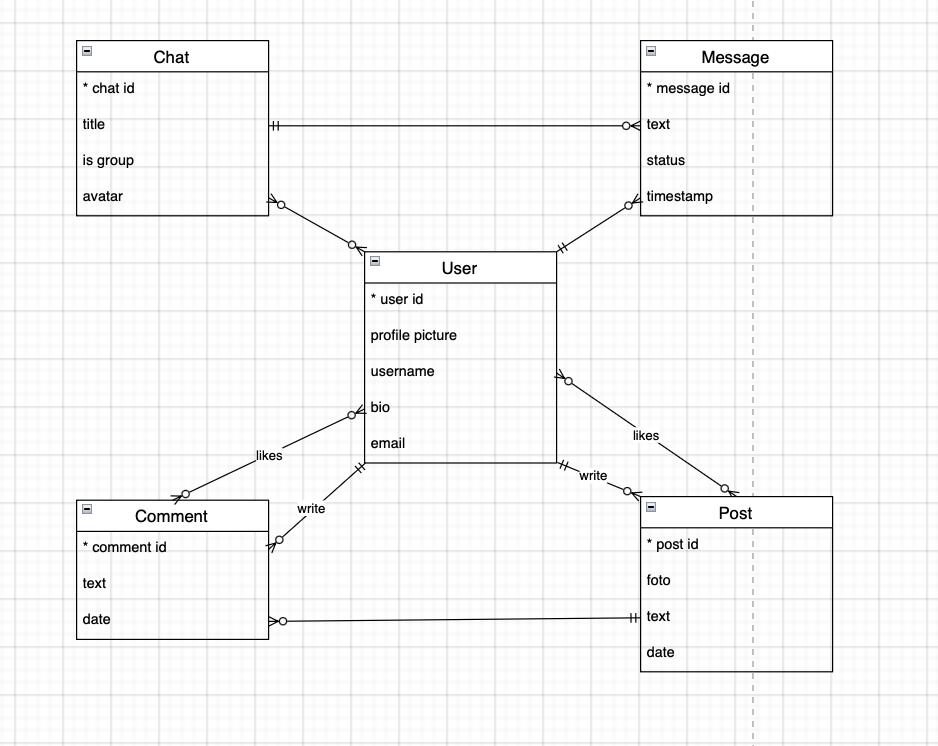 Chat
* chat id
title
is group
avatar
Message
* message id
text
status
timestamp
User
* user id
profile picture
username
bio
email
likes
write
likes
write
Comment
* comment id
text
date
Post
* post id
foto
text
date